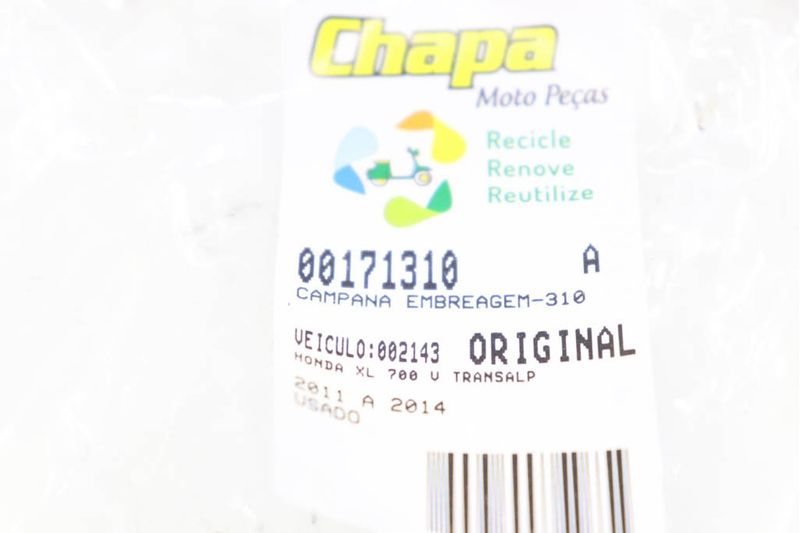 Chapa
Moto Peças
Recicle
Renove
Reutilize
00171310 A
CAMPANA EMBREAGEM-310
VEICULO:002143 ORIGINAL
HONDA XL 700 V TRANSALP
2011 A 2014
USADO